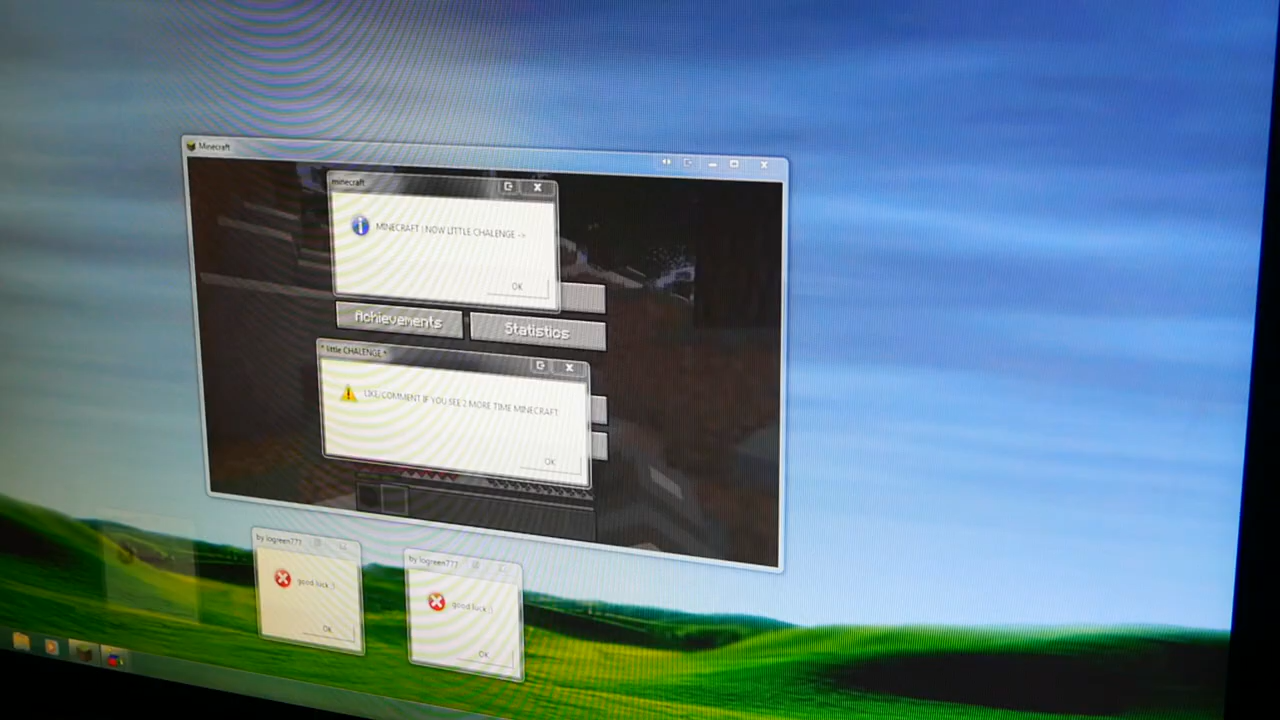 Minecraft
minecraft
MINECRAFT ! NOW LITTLE CHALENGE ->
OK
Achievements
Statistics
* little CHALENGE *
LIKE/COMMENT IF YOU SEE 2 MORE TIME MINECRAFT
OK
by logreen777
good luck :)
OK
by logreen777
good luck :)
OK